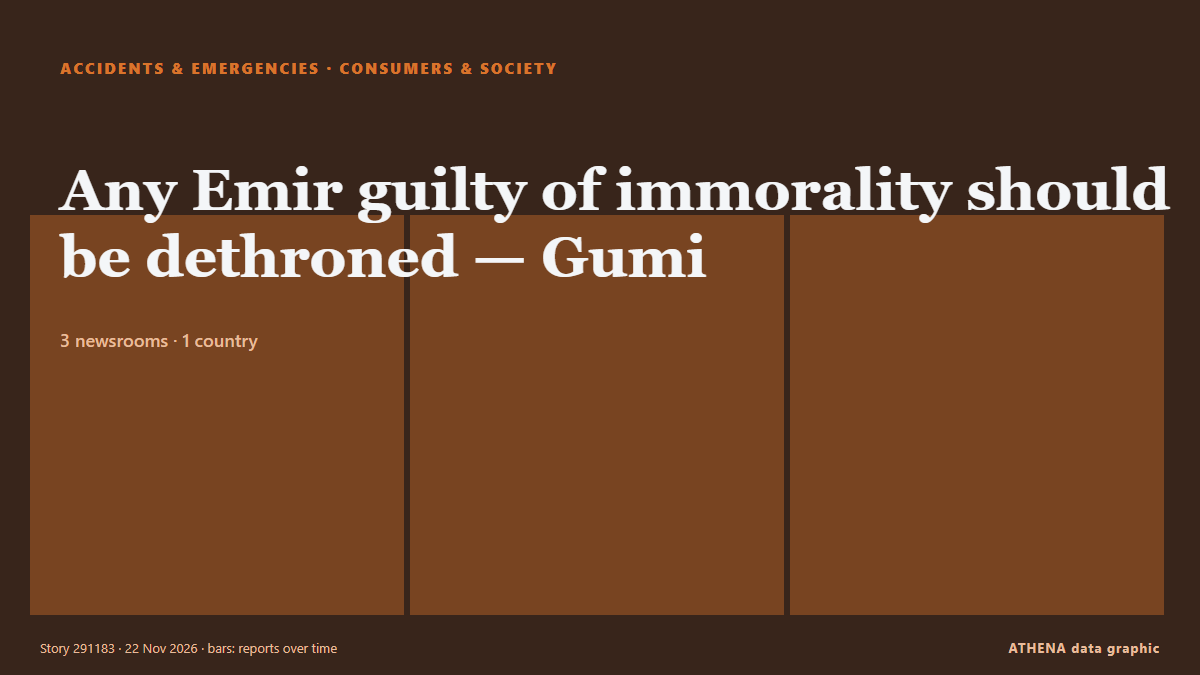 ACCIDENTS & EMERGENCIES · CONSUMERS & SOCIETY
Any Emir guilty of immorality should
be dethroned — Gumi
3 newsrooms · 1 country
Story 291183 · 22 Nov 2026 · bars: reports over time
ATHENA data graphic